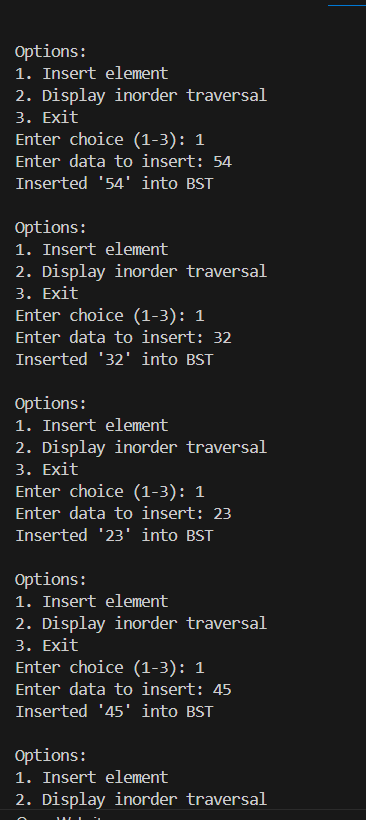 Options:
1. Insert element
2. Display inorder traversal
3. Exit
Enter choice (1-3): 1
Enter data to insert: 54
Inserted '54' into BST
Options:
1. Insert element
2. Display inorder traversal
3. Exit
Enter choice (1-3): 1
Enter data to insert: 32
Inserted '32' into BST
Options:
1. Insert element
2. Display inorder traversal
3. Exit
Enter choice (1-3): 1
Enter data to insert: 23
Inserted '23' into BST
Options:
1. Insert element
2. Display inorder traversal
3. Exit
Enter choice (1-3): 1
Enter data to insert: 45
Inserted '45' into BST
Options:
1. Insert element
2. Display inorder traversal